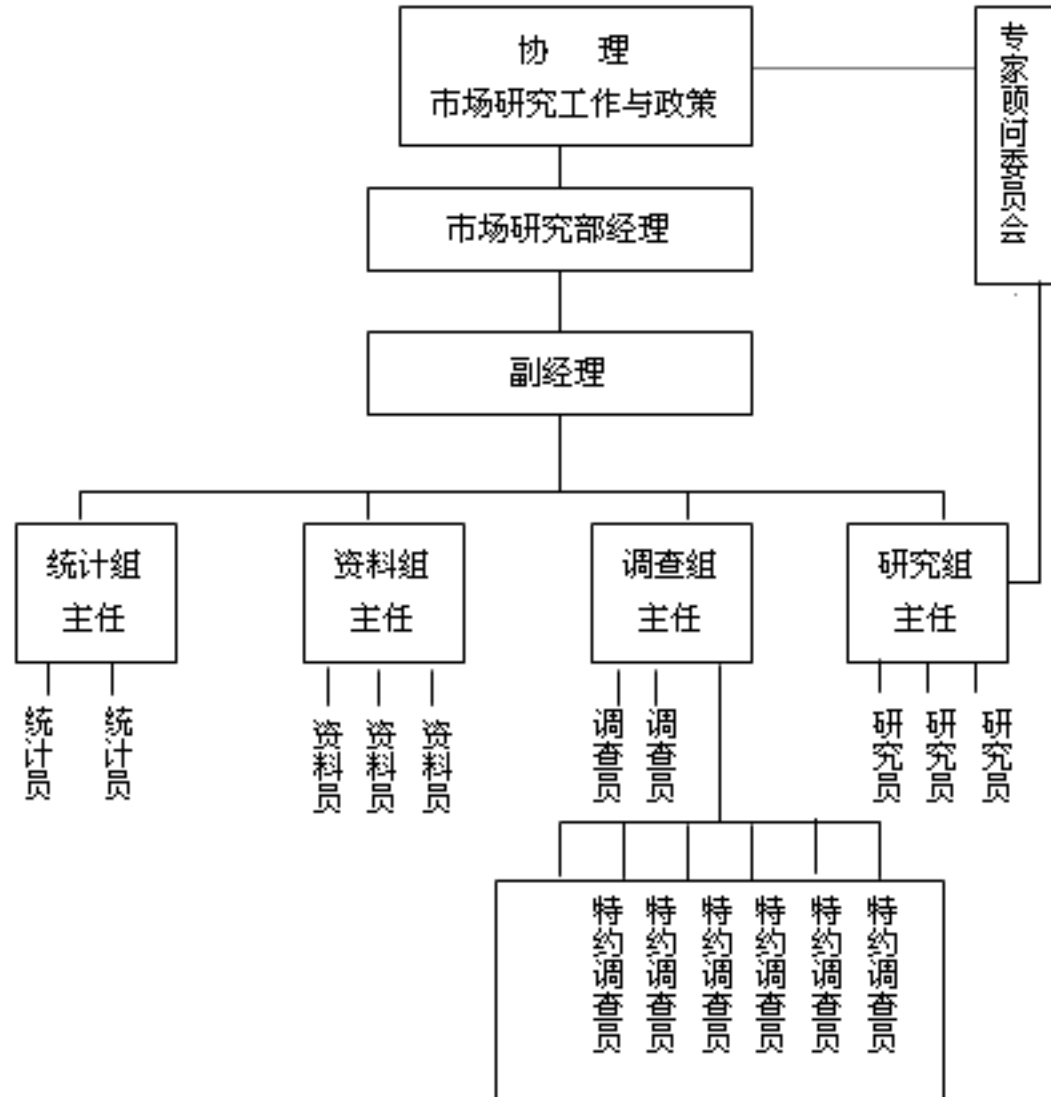 协 理
市场研究工作与政策
专家顾问委员会
市场研究部经理
副经理
统计组
主任
资料组
主任
调查组
主任
研究组
主任
统计员
统计员
资料员
资料员
资料员
调查员
调查员
研究员
研究员
研究员
特约调查员
特约调查员
特约调查员
特约调查员
特约调查员
特约调查员